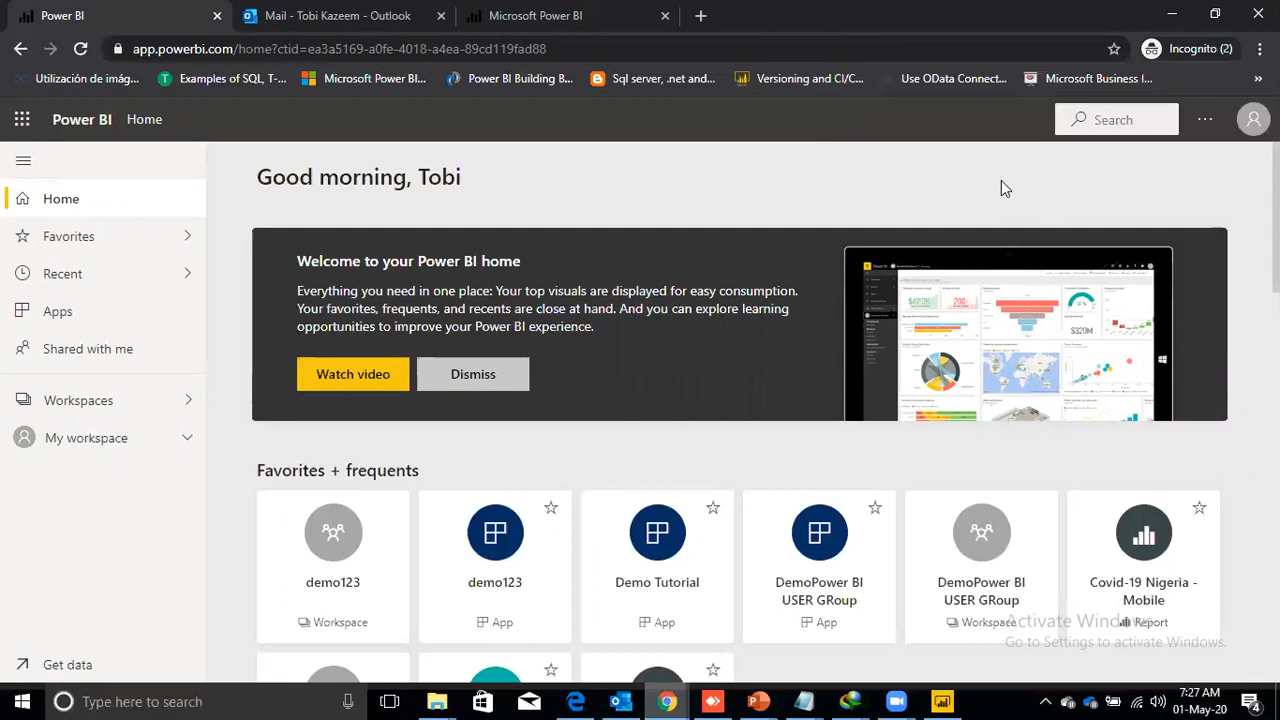 Power BI
Mail - Tobi Kazeem - Outlook
Microsoft Power BI
app.powerbi.com/home?ctid=ea3a5169-a0fe-4018-a4ea-89cd119fad88
Incognito (2)
Utilización de imág...
Examples of SQL, T-...
Microsoft Power BI...
Power BI Building B...
Sql server, .net and...
Versioning and CI/C...
Use OData Connect...
Microsoft Business I...
Power BI Home
Search
Home
Favorites
Recent
Apps
Shared with me
Workspaces
My workspace
Get data
Good morning, Tobi
Welcome to your Power BI home
Everything you need in one place: Your top visuals are displayed for easy consumption.
Your favorites, frequents, and recents are close at hand. And you can explore learning
opportunities to improve your Power BI experience.
Watch video
Dismiss
$320M
Favorites + frequents
demo123
Workspace
demo123
App
Demo Tutorial
App
DemoPower BI
USER GRoup
App
DemoPower BI
USER GRoup
Workspace
Covid-19 Nigeria -
Mobile
Report
Activate Windows
Go to Settings to activate Windows.
Type here to search
7:27 AM
01-May-20
4